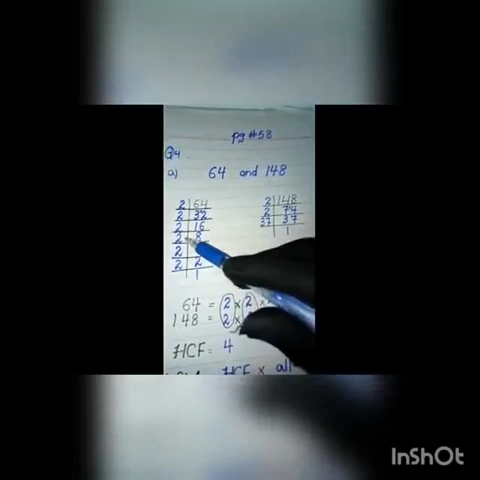 Pg #58
Q4
a) 64 and 148
2 | 64
2 | 32
2 | 16
2 | 8
2
2 | 2
1
2 | 148
2 | 74
37 | 37
1
64 = 2 × 2 ×
148 = 2 ×
HCF = 4
HCF × all
InShOt